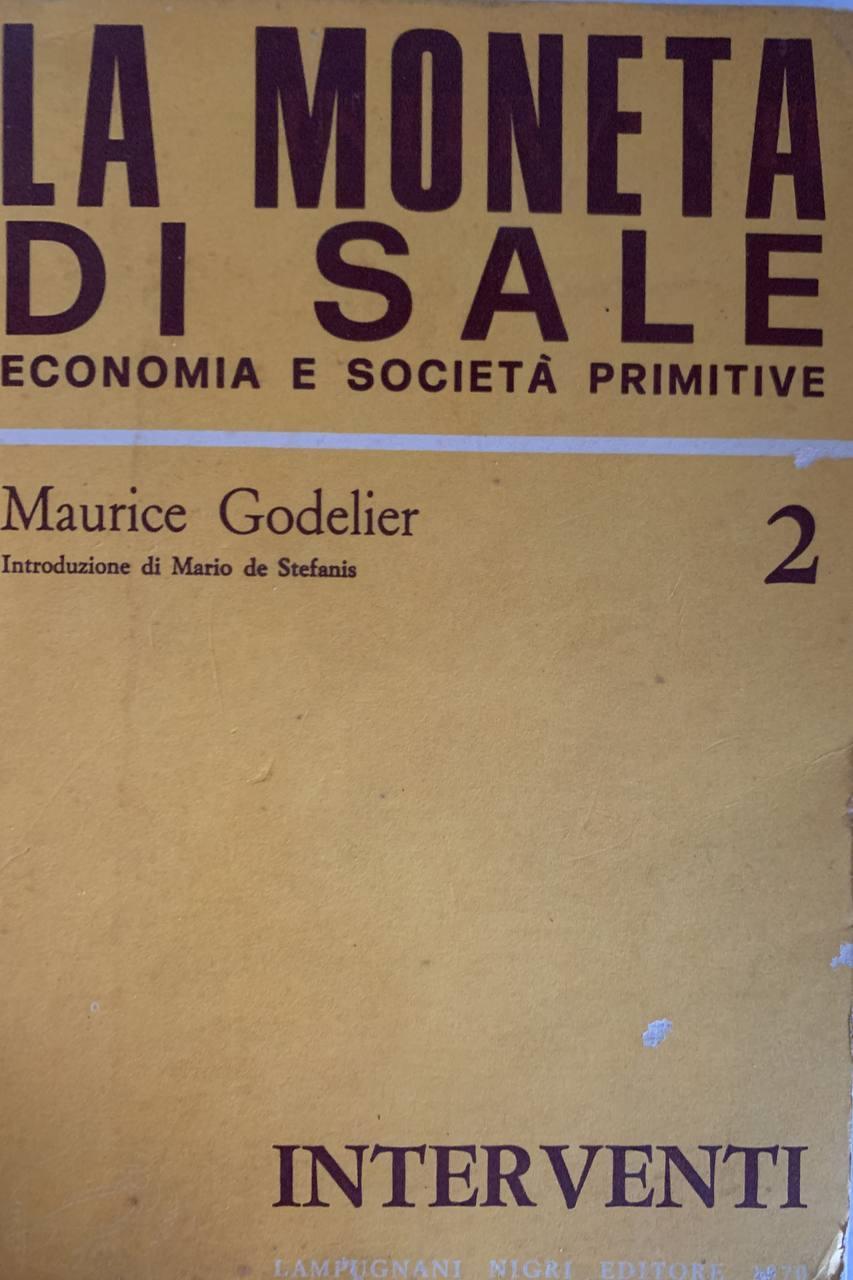 LA MONETA
DI SALE
ECONOMIA E SOCIETÀ PRIMITIVE
Maurice Godelier
2
Introduzione di Mario de Stefanis
INTERVENTI
LAMPUGNANI NIGRI EDITORE